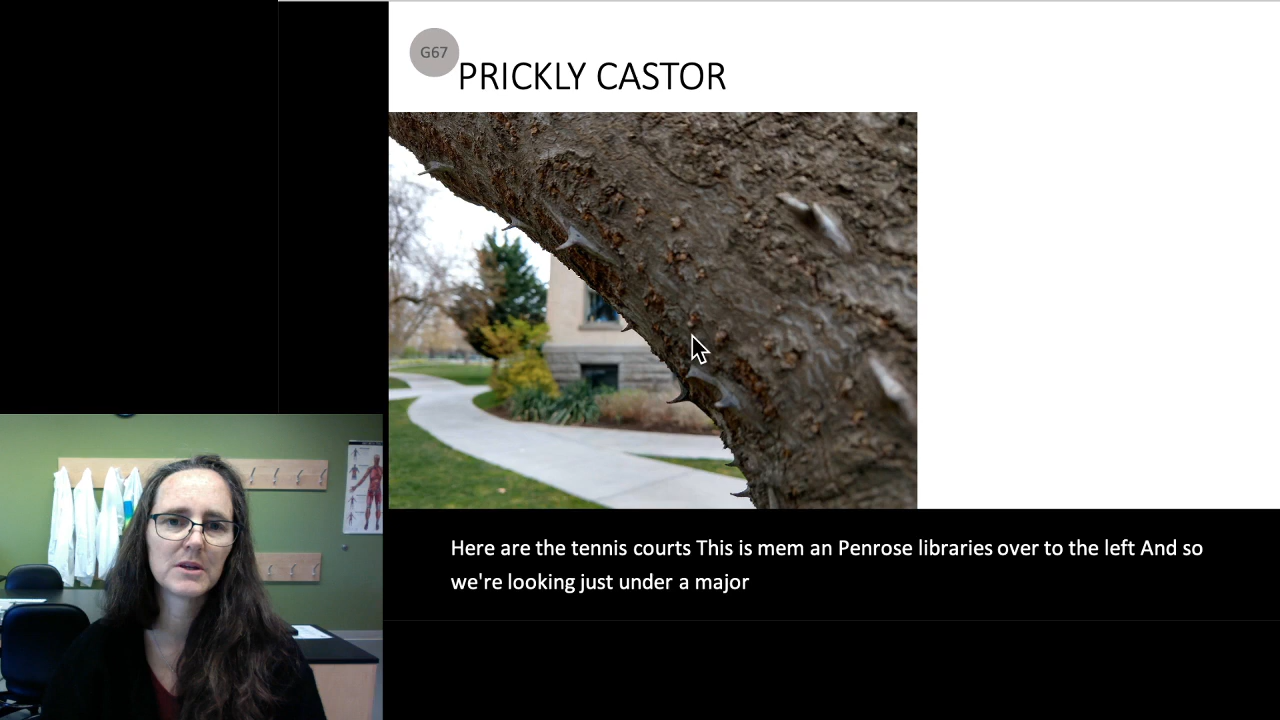 G67
PRICKLY CASTOR
Here are the tennis courts This is mem an Penrose libraries over to the left And so
we're looking just under a major